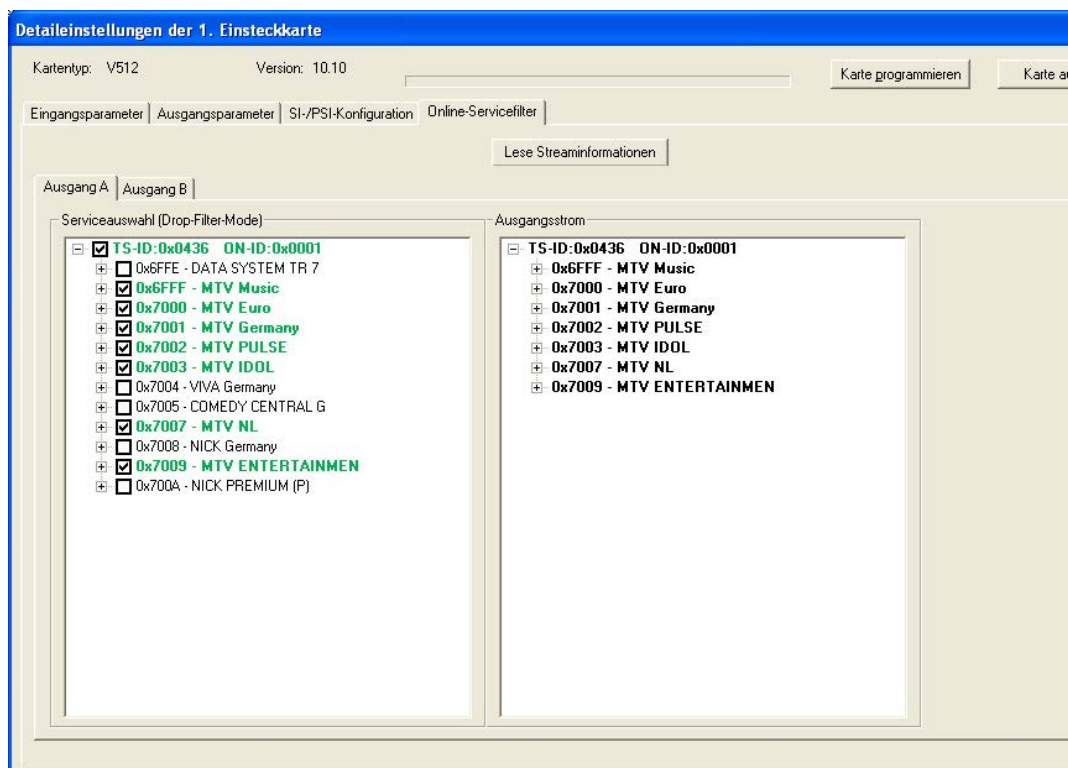 Detaileinstellungen der 1. Einsteckkarte
Kartentyp: V512 Version: 10.10 Karte programmieren Karte au
Eingangsparameter Ausgangsparameter SI-/PSI-Konfiguration Online-Servicefilter
Lese Streaminformationen
Ausgang A Ausgang B
Serviceauswahl (Drop-Filter-Mode)
TS-ID:0x0436 ON-ID:0x0001
0x6FFE - DATA SYSTEM TR 7
0x6FFF - MTV Music
0x7000 - MTV Euro
0x7001 - MTV Germany
0x7002 - MTV PULSE
0x7003 - MTV IDOL
0x7004 - VIVA Germany
0x7005 - COMEDY CENTRAL G
0x7007 - MTV NL
0x7008 - NICK Germany
0x7009 - MTV ENTERTAINMEN
0x700A - NICK PREMIUM (P)
Ausgangsstrom
TS-ID:0x0436 ON-ID:0x0001
0x6FFF - MTV Music
0x7000 - MTV Euro
0x7001 - MTV Germany
0x7002 - MTV PULSE
0x7003 - MTV IDOL
0x7007 - MTV NL
0x7009 - MTV ENTERTAINMEN